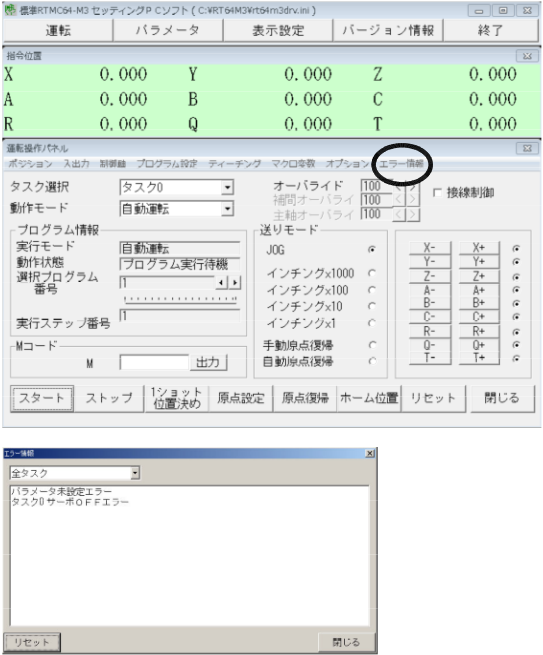 標準RTMC64-M3 セッティングＰＣソフト ( C:¥RT64M3¥rt64m3drv.ini )
運転 パラメータ 表示設定 バージョン情報 終了
指令位置
X 0.000 Y 0.000 Z 0.000
A 0.000 B 0.000 C 0.000
R 0.000 Q 0.000 T 0.000
運転操作パネル
ポジション 入出力 制御軸 プログラム設定 ティーチング マクロ変数 オプション エラー情報
タスク選択 タスク0 オーバライド 100 < >
接線制御
動作モード 自動運転 補間オーバライ 100 < >
主軸オーバライ 100 < >
プログラム情報 送りモード
実行モード 自動運転 JOG X- X+
動作状態 プログラム実行待機 Y- Y+
選択プログラム番号 1 インチング×1000 Z- Z+
インチング×100 A- A+
インチング×10 B- B+
実行ステップ番号 1 インチング×1 C- C+
R- R+
Mコード 手動原点復帰 Q- Q+
M 出力 自動原点復帰 T- T+
スタート ストップ 1ショット位置決め 原点設定 原点復帰 ホーム位置 リセット 閉じる
エラー情報
全タスク
パラメータ未設定エラー
タスク0 サーボＯＦＦエラー
リセット 閉じる